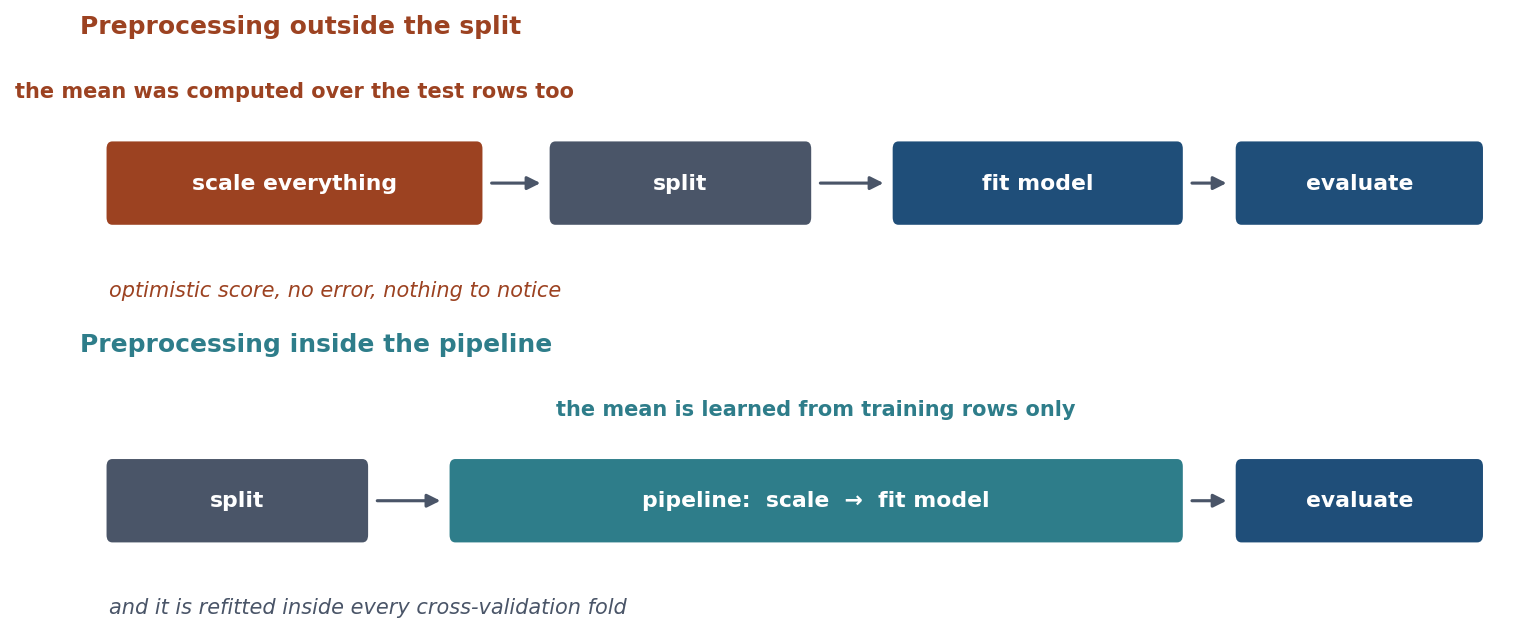 Preprocessing outside the split
the mean was computed over the test rows too
scale everything
split
fit model
evaluate
optimistic score, no error, nothing to notice
Preprocessing inside the pipeline
the mean is learned from training rows only
split
pipeline:  scale  →  fit model
evaluate
and it is refitted inside every cross-validation fold